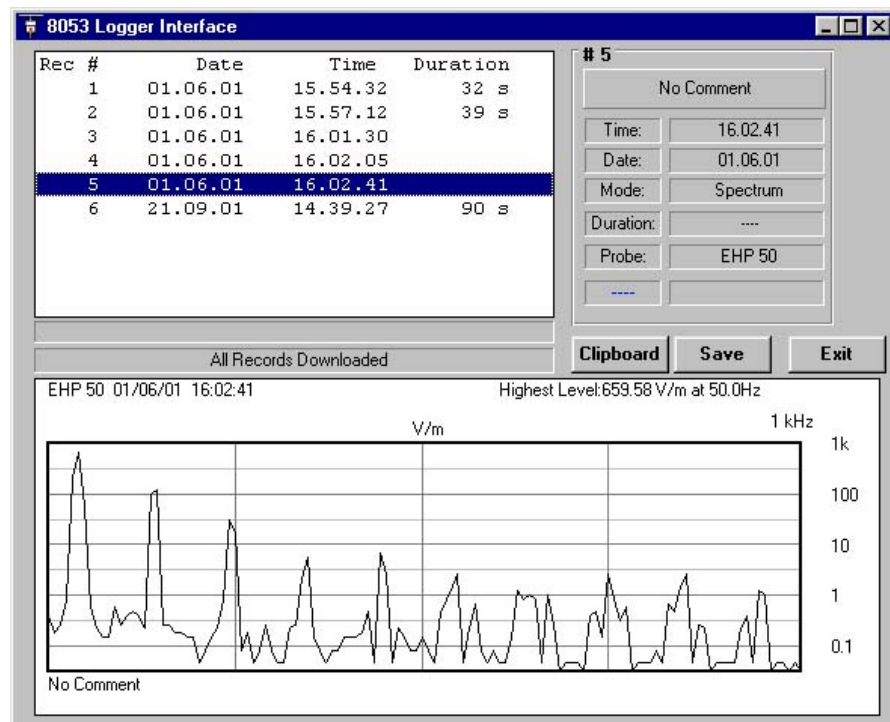 8053 Logger Interface
Rec # Date Time Duration
1 01.06.01 15.54.32 32 s
2 01.06.01 15.57.12 39 s
3 01.06.01 16.01.30
4 01.06.01 16.02.05
5 01.06.01 16.02.41
6 21.09.01 14.39.27 90 s
# 5
No Comment
Time: 16.02.41
Date: 01.06.01
Mode: Spectrum
Duration: ----
Probe: EHP 50
----
All Records Downloaded
Clipboard Save Exit
EHP 50 01/06/01 16:02:41 Highest Level:659.58 V/m at 50.0Hz
V/m 1 kHz
1k
100
10
1
0.1
No Comment